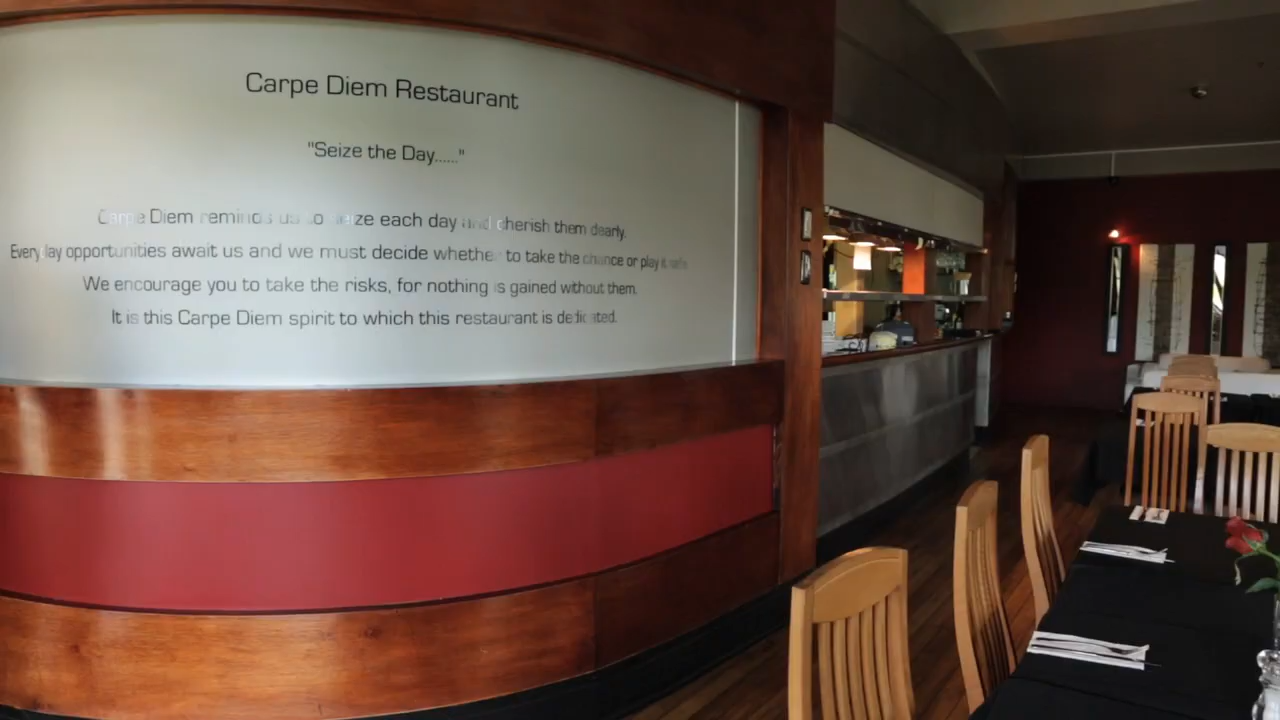 Carpe Diem Restaurant
"Seize the Day......"
Carpe Diem reminds us to seize each day and cherish them dearly.
Everyday opportunities await us and we must decide whether to take the chance or play it safe.
We encourage you to take the risks, for nothing is gained without them.
It is this Carpe Diem spirit to which this restaurant is dedicated.